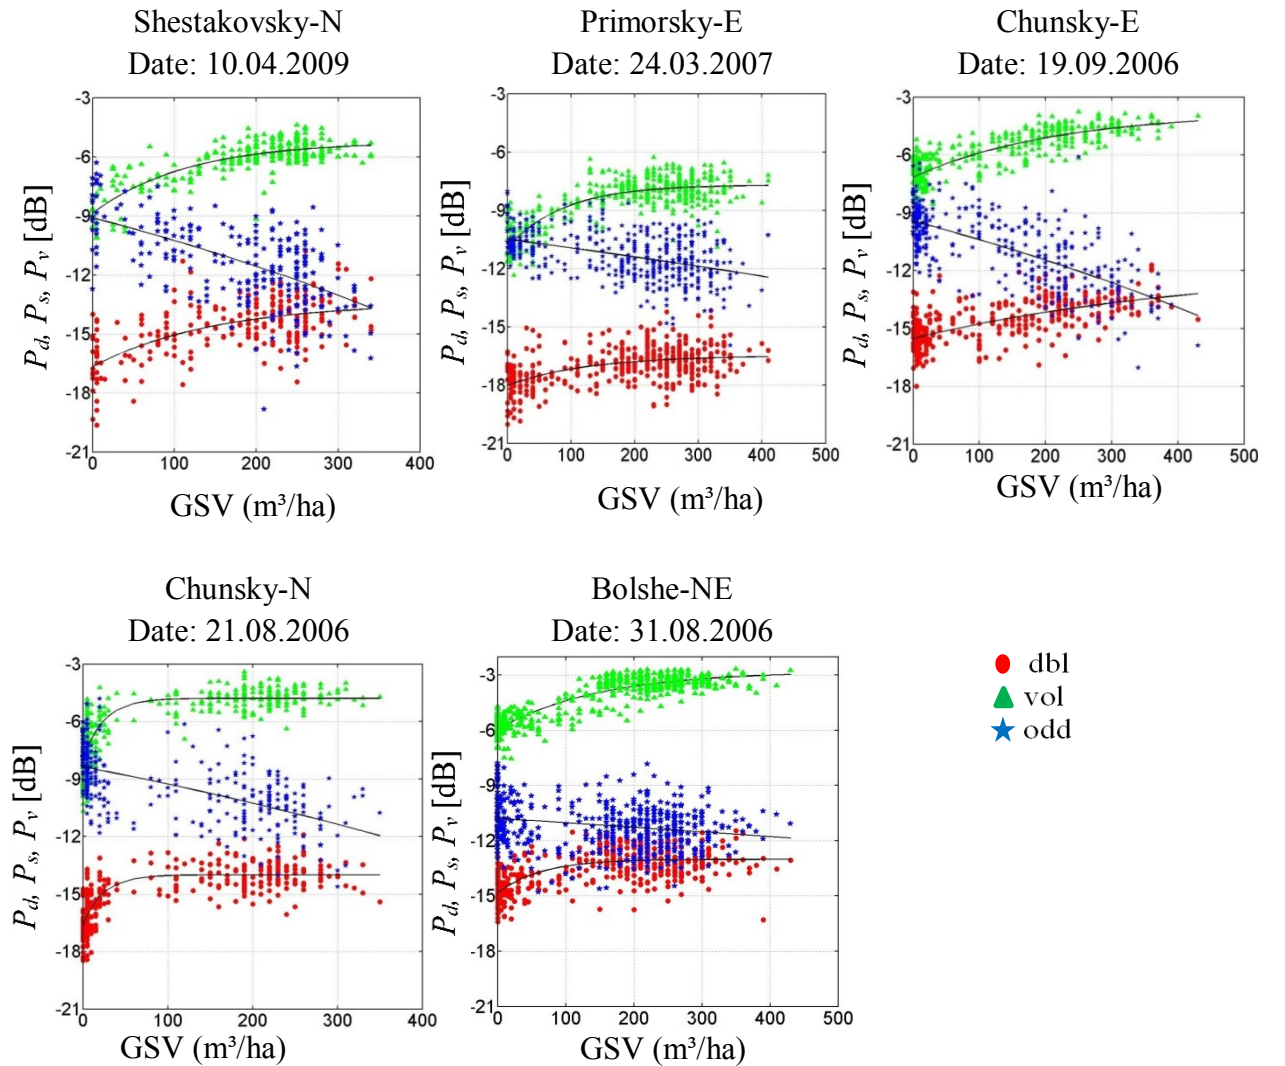 Shestakovsky-N
Date: 10.04.2009
-3
-6
-9
-12
-15
-18
-21
0 100 200 300 400
P_d, P_s, P_v [dB]
GSV (m³/ha)
Primorsky-E
Date: 24.03.2007
-3
-6
-9
-12
-15
-18
-21
0 100 200 300 400 500
P_d, P_s, P_v [dB]
GSV (m³/ha)
Chunsky-E
Date: 19.09.2006
-3
-6
-9
-12
-15
-18
-21
0 100 200 300 400 500
P_d, P_s, P_v [dB]
GSV (m³/ha)
Chunsky-N
Date: 21.08.2006
-3
-6
-9
-12
-15
-18
-21
0 100 200 300 400
P_d, P_s, P_v [dB]
GSV (m³/ha)
Bolshe-NE
Date: 31.08.2006
-3
-6
-9
-12
-15
-18
-21
0 100 200 300 400 500
P_d, P_s, P_v [dB]
GSV (m³/ha)
dbl
vol
odd